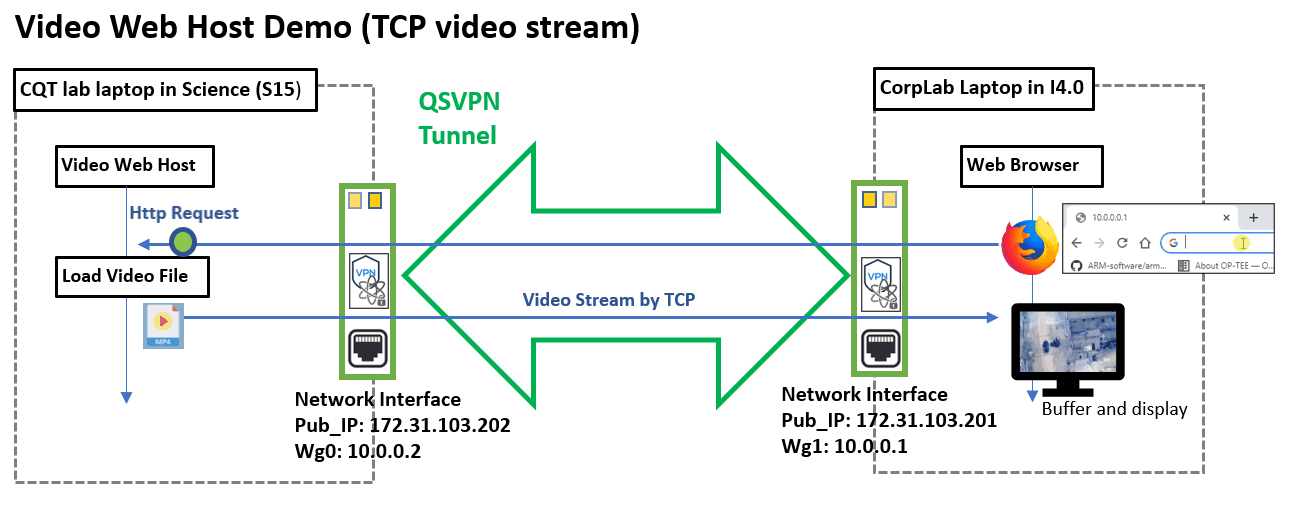 Video Web Host Demo (TCP video stream)
CQT lab laptop in Science (S15)
QSVPN
Tunnel
CorpLab Laptop in I4.0
Video Web Host
Web Browser
Http Request
10.0.0.0.1
G
ARM-software/arm...
About OP-TEE — O...
VPN
VPN
Load Video File
Video Stream by TCP
MP4
Network Interface
Pub_IP: 172.31.103.202
Wg0: 10.0.0.2
Network Interface
Pub_IP: 172.31.103.201
Wg1: 10.0.0.1
Buffer and display